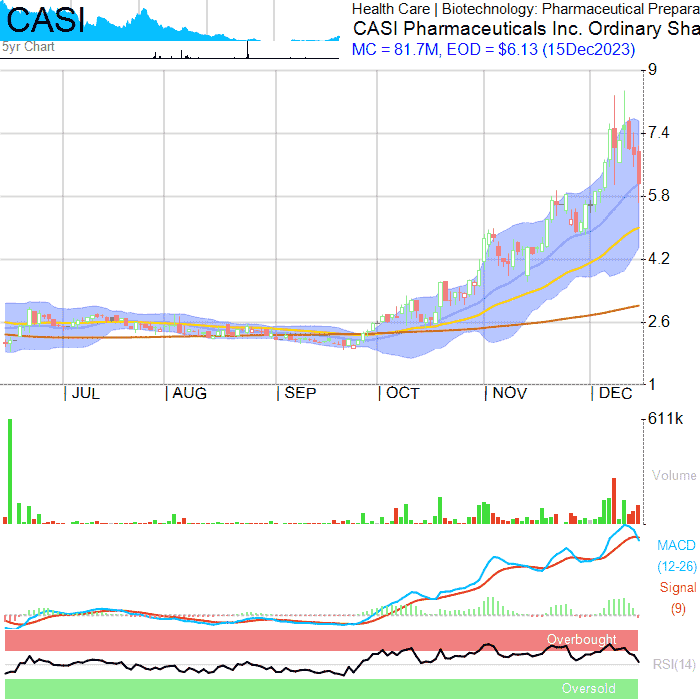 CASI
5yr Chart
Health Care | Biotechnology: Pharmaceutical Prepara
CASI Pharmaceuticals Inc. Ordinary Sha
MC = 81.7M, EOD = $6.13 (15Dec2023)
9
7.4
5.8
4.2
2.6
1
JUL AUG SEP OCT NOV DEC
611k
Volume
MACD
(12-26)
Signal
(9)
Overbought
RSI(14)
Oversold